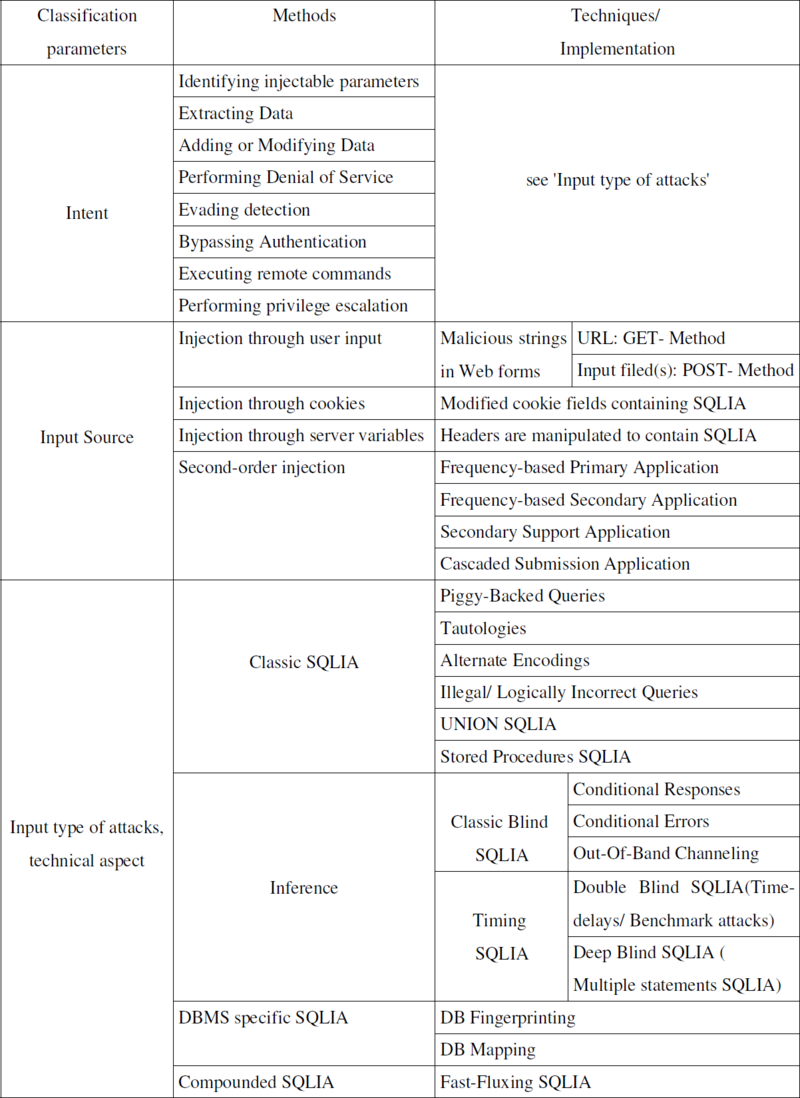 Classification
parameters
Methods
Techniques/
Implementation
Intent
Identifying injectable parameters
Extracting Data
Adding or Modifying Data
Performing Denial of Service
Evading detection
Bypassing Authentication
Executing remote commands
Performing privilege escalation
see 'Input type of attacks'
Input Source
Injection through user input
Malicious strings
in Web forms
URL: GET- Method
Input filed(s): POST- Method
Injection through cookies
Modified cookie fields containing SQLIA
Injection through server variables
Headers are manipulated to contain SQLIA
Second-order injection
Frequency-based Primary Application
Frequency-based Secondary Application
Secondary Support Application
Cascaded Submission Application
Input type of attacks,
technical aspect
Classic SQLIA
Piggy-Backed Queries
Tautologies
Alternate Encodings
Illegal/ Logically Incorrect Queries
UNION SQLIA
Stored Procedures SQLIA
Inference
Classic Blind
SQLIA
Conditional Responses
Conditional Errors
Out-Of-Band Channeling
Timing
SQLIA
Double Blind SQLIA(Time-
delays/ Benchmark attacks)
Deep Blind SQLIA (
Multiple statements SQLIA)
DBMS specific SQLIA
DB Fingerprinting
DB Mapping
Compounded SQLIA
Fast-Fluxing SQLIA